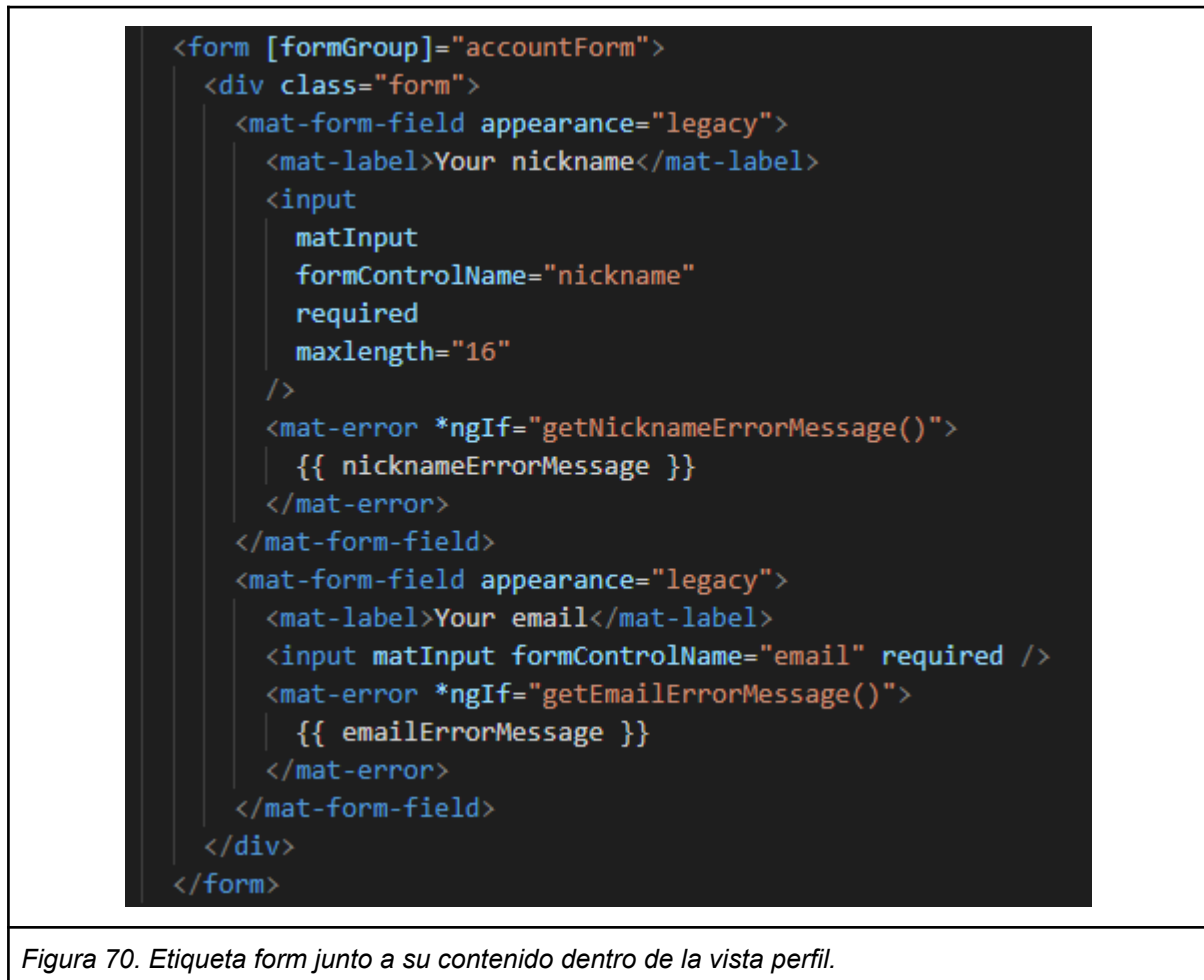 <form [formGroup]="accountForm">
<div class="form">
<mat-form-field appearance="legacy">
<mat-label>Your nickname</mat-label>
<input
matInput
formControlName="nickname"
required
maxlength="16"
/>
<mat-error *ngIf="getNicknameErrorMessage()">
{{ nicknameErrorMessage }}
</mat-error>
</mat-form-field>
<mat-form-field appearance="legacy">
<mat-label>Your email</mat-label>
<input matInput formControlName="email" required />
<mat-error *ngIf="getEmailErrorMessage()">
{{ emailErrorMessage }}
</mat-error>
</mat-form-field>
</div>
</form>
Figura 70. Etiqueta form junto a su contenido dentro de la vista perfil.